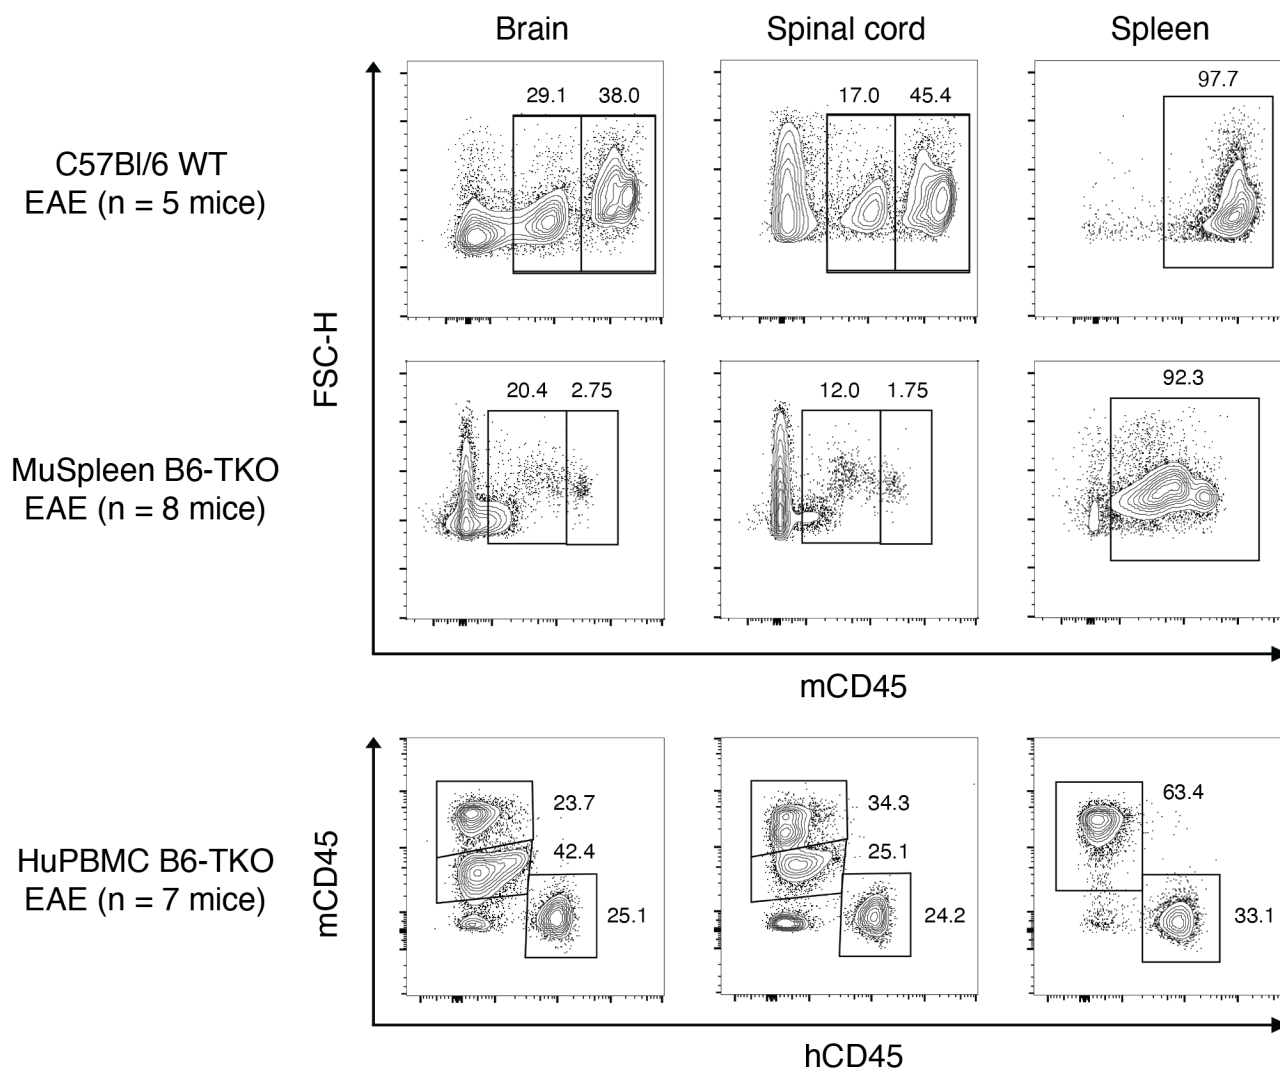 Brain Spinal cord Spleen
C57Bl/6 WT
EAE (n = 5 mice)
29.1 38.0 17.0 45.4 97.7
FSC-H
MuSpleen B6-TKO
EAE (n = 8 mice)
20.4 2.75 12.0 1.75 92.3
mCD45
HuPBMC B6-TKO
EAE (n = 7 mice)
mCD45
23.7 34.3 63.4
42.4 25.1
25.1 24.2 33.1
hCD45